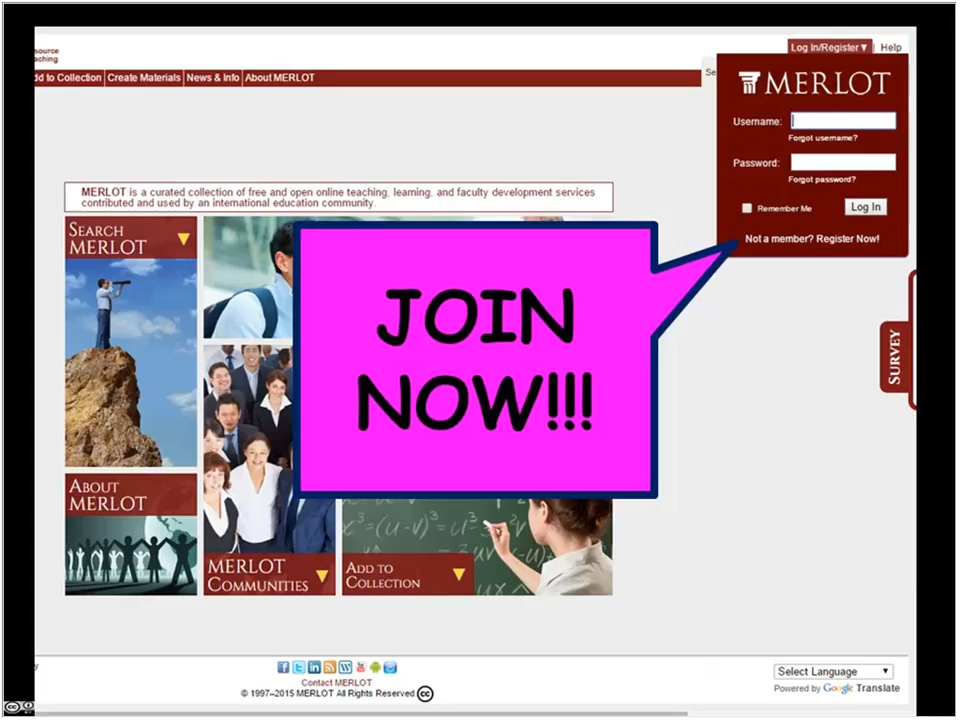 source
aching
Log In/Register▼ | Help
dd to Collection | Create Materials | News & Info | About MERLOT
Se
MERLOT
Username:
Forgot username?
Password:
Forgot password?
Remember Me
Log In
Not a member? Register Now!
MERLOT is a curated collection of free and open online teaching, learning, and faculty development services
contributed and used by an international education community.
SEARCH
MERLOT
JOIN
NOW!!!
SURVEY
ABOUT
MERLOT
MERLOT
COMMUNITIES
ADD TO
COLLECTION
Contact MERLOT
© 1997–2015 MERLOT All Rights Reserved (cc)
Select Language
Powered by Google Translate